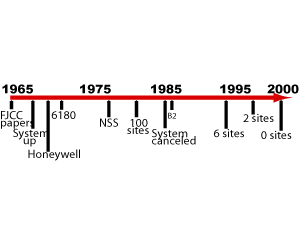 1965 1975 1985 1995 2000
FJCC papers
System up
Honeywell
6180
NSS
100 sites
System canceled
B2
6 sites
2 sites
0 sites